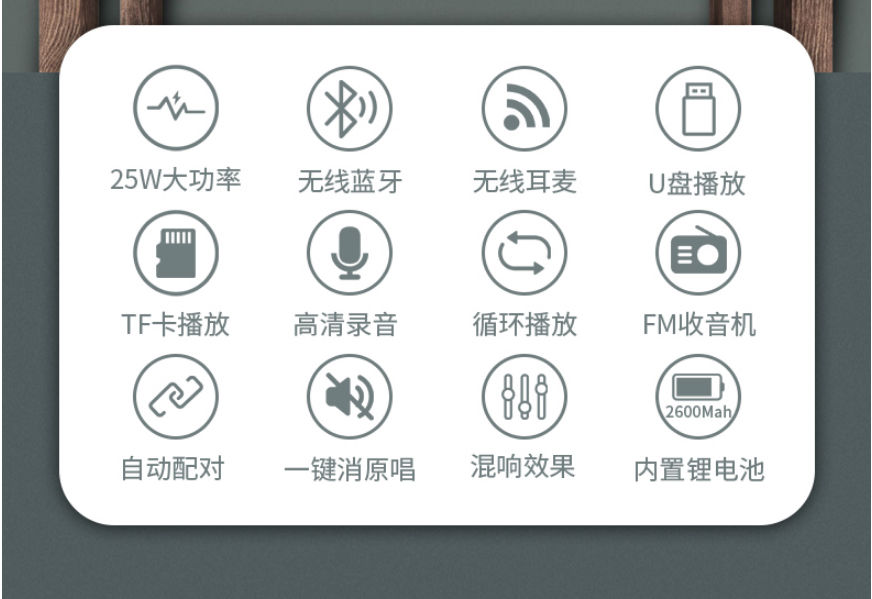 25W大功率
无线蓝牙
无线耳麦
U盘播放
TF卡播放
高清录音
循环播放
FM收音机
2600Mah
自动配对
一键消原唱
混响效果
内置锂电池